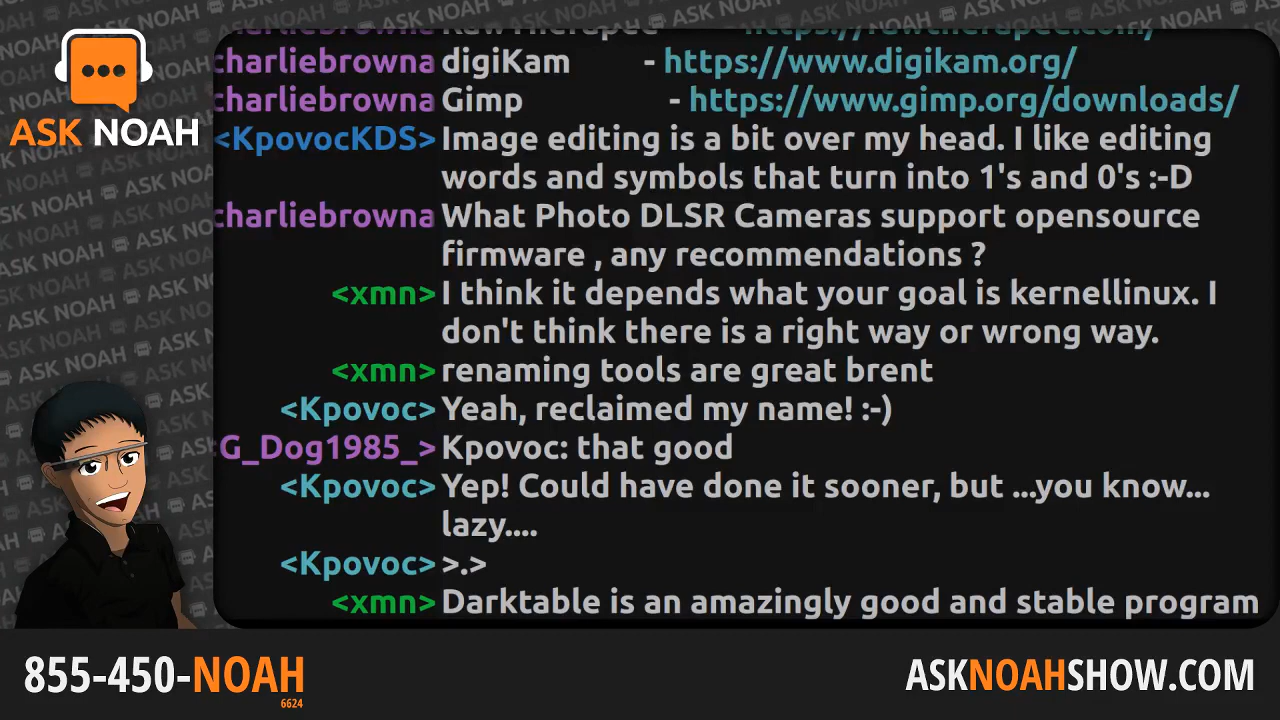 ASK NOAH
RawTherapee - https://rawtherapee.com/
charliebrowna digiKam - https://www.digikam.org/
charliebrowna Gimp - https://www.gimp.org/downloads/
<KpovocKDS> Image editing is a bit over my head. I like editing
words and symbols that turn into 1's and 0's :-D
charliebrowna What Photo DLSR Cameras support opensource
firmware , any recommendations ?
<xmn> I think it depends what your goal is kernellinux. I
don't think there is a right way or wrong way.
<xmn> renaming tools are great brent
<Kpovoc> Yeah, reclaimed my name! :-)
G_Dog1985_> Kpovoc: that good
<Kpovoc> Yep! Could have done it sooner, but ...you know...
lazy....
<Kpovoc> >.>
<xmn> Darktable is an amazingly good and stable program
855-450-NOAH
6624
ASKNOAHSHOW.COM